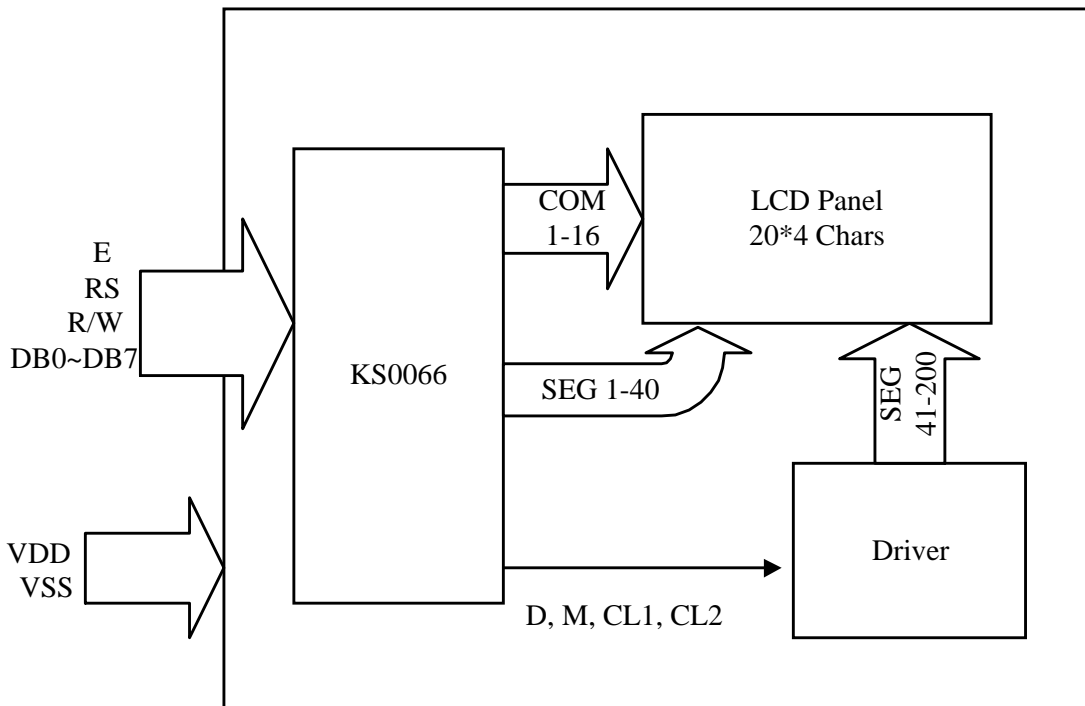 E
RS
R/W
DB0~DB7
VDD
VSS
KS0066
COM
1-16
SEG 1-40
D, M, CL1, CL2
LCD Panel
20*4 Chars
SEG
41-200
Driver